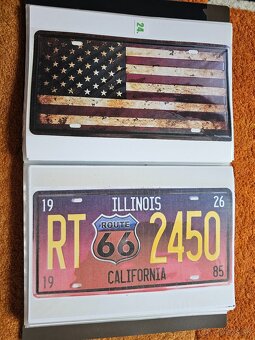 24.
19 ILLINOIS 26
RT ROUTE 66 2450
19 CALIFORNIA 85